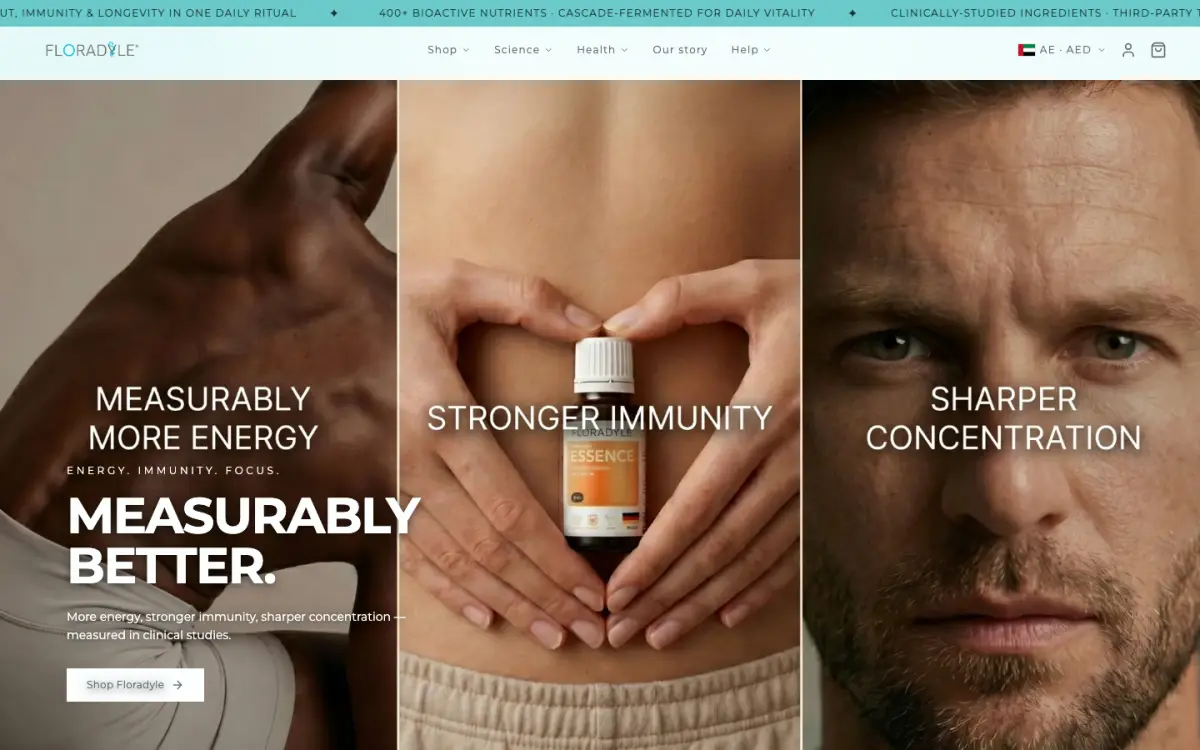 UT, IMMUNITY & LONGEVITY IN ONE DAILY RITUAL ✦ 400+ BIOACTIVE NUTRIENTS · CASCADE-FERMENTED FOR DAILY VITALITY ✦ CLINICALLY-STUDIED INGREDIENTS · THIRD-PARTY T
FLORADYLE
Shop Science Health Our story Help AE · AED
MEASURABLY
MORE ENERGY
STRONGER IMMUNITY
SHARPER
CONCENTRATION
FLORADYLE
ESSENCE
ENERGY. IMMUNITY. FOCUS.
MEASURABLY
BETTER.
More energy, stronger immunity, sharper concentration —
measured in clinical studies.
Shop Floradyle →